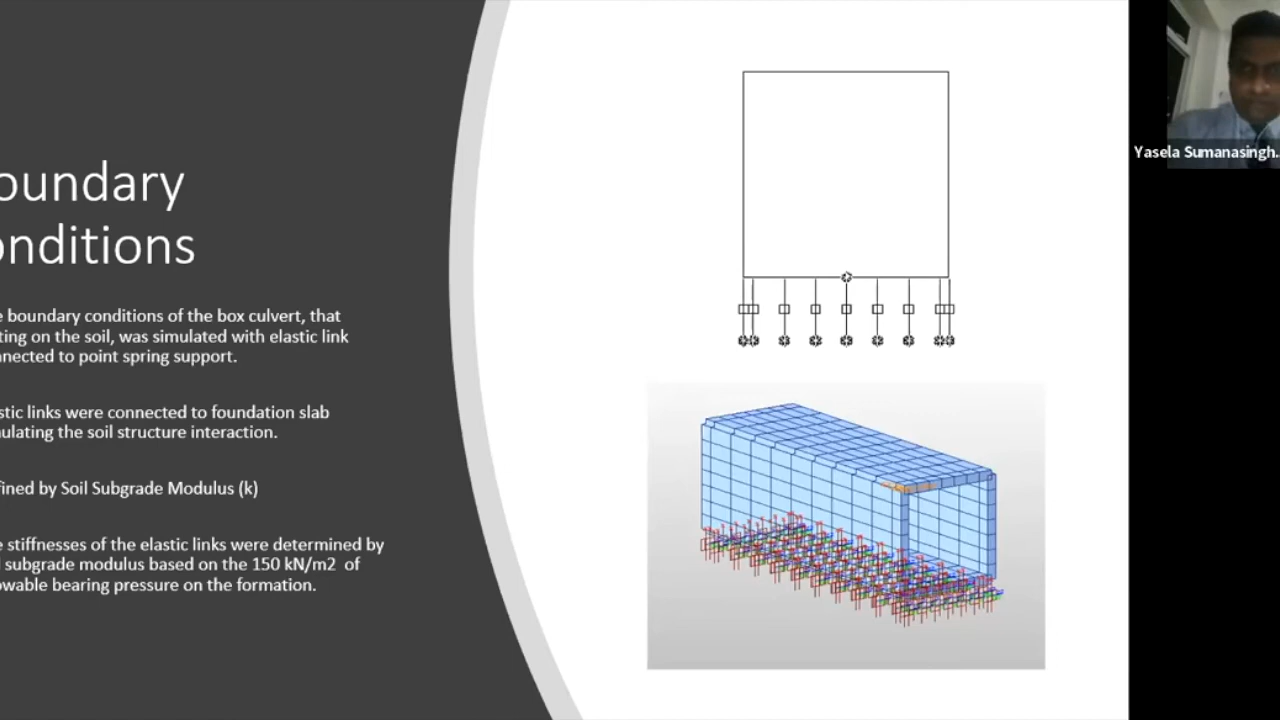 oundary
onditions
e boundary conditions of the box culvert, that
ting on the soil, was simulated with elastic link
nnected to point spring support.
stic links were connected to foundation slab
ulating the soil structure interaction.
fined by Soil Subgrade Modulus (k)
e stiffnesses of the elastic links were determined by
l subgrade modulus based on the 150 kN/m2 of
owable bearing pressure on the formation.
Yasela Sumanasingh...